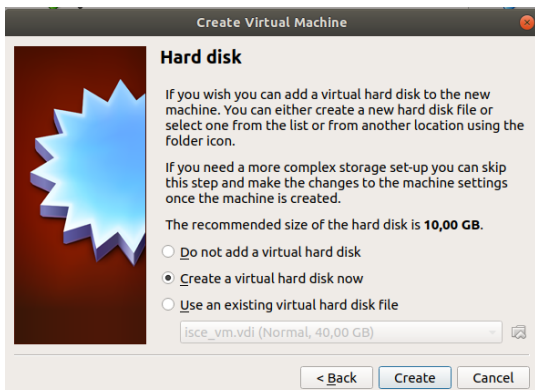 Create Virtual Machine
Hard disk
If you wish you can add a virtual hard disk to the new
machine. You can either create a new hard disk file or
select one from the list or from another location using the
folder icon.
If you need a more complex storage set-up you can skip
this step and make the changes to the machine settings
once the machine is created.
The recommended size of the hard disk is 10,00 GB.
Do not add a virtual hard disk
Create a virtual hard disk now
Use an existing virtual hard disk file
isce_vm.vdi (Normal, 40,00 GB)
< Back Create Cancel